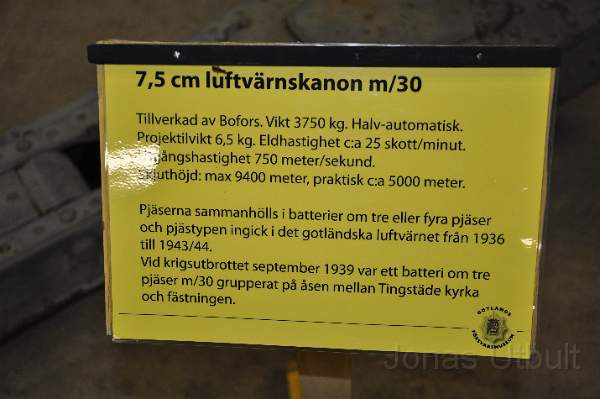 7,5 cm luftvärnskanon m/30
Tillverkad av Bofors. Vikt 3750 kg. Halv-automatisk.
Projektilvikt 6,5 kg. Eldhastighet c:a 25 skott/minut.
750 meter/sekund.
Skjuthöjd: max 9400 meter, praktisk c:a 5000 meter.
Pjäserna sammanhölls i batterier om tre eller fyra pjäser
och pjästypen ingick i det gotländska luftvärnet från 1936
till 1943/44.
Vid krigsutbrottet september 1939 var ett batteri om tre
pjäser m/30 grupperat på åsen mellan Tingstäde kyrka
och fästningen.
GOTLANDS
FÖRSVARSMUSEUM
Jonas Utbult